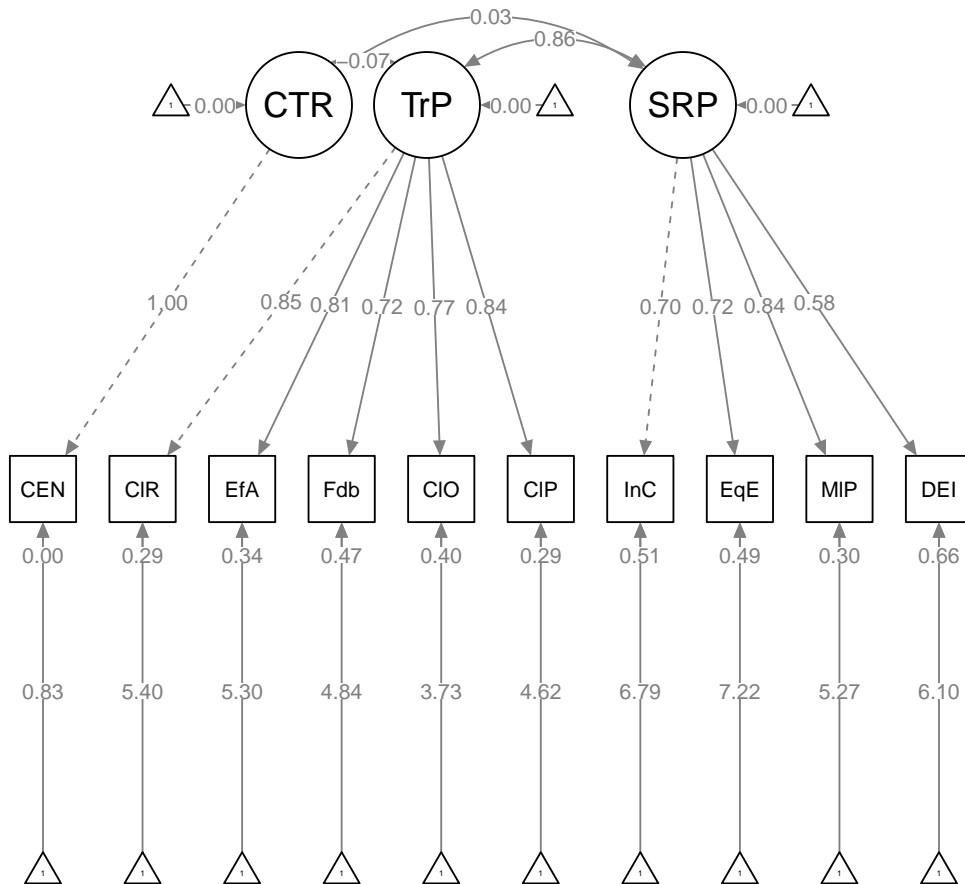 0.03
0.86
0.07
1 0.00 CTR TrP 0.00 1 SRP 0.00 1
1.00 0.85 0.81 0.72 0.77 0.84 0.70 0.72 0.84 0.58
CEN ClR EfA Fdb ClO ClP InC EqE MlP DEI
0.00 0.29 0.34 0.47 0.40 0.29 0.51 0.49 0.30 0.66
0.83 5.40 5.30 4.84 3.73 4.62 6.79 7.22 5.27 6.10
1 1 1 1 1 1 1 1 1 1